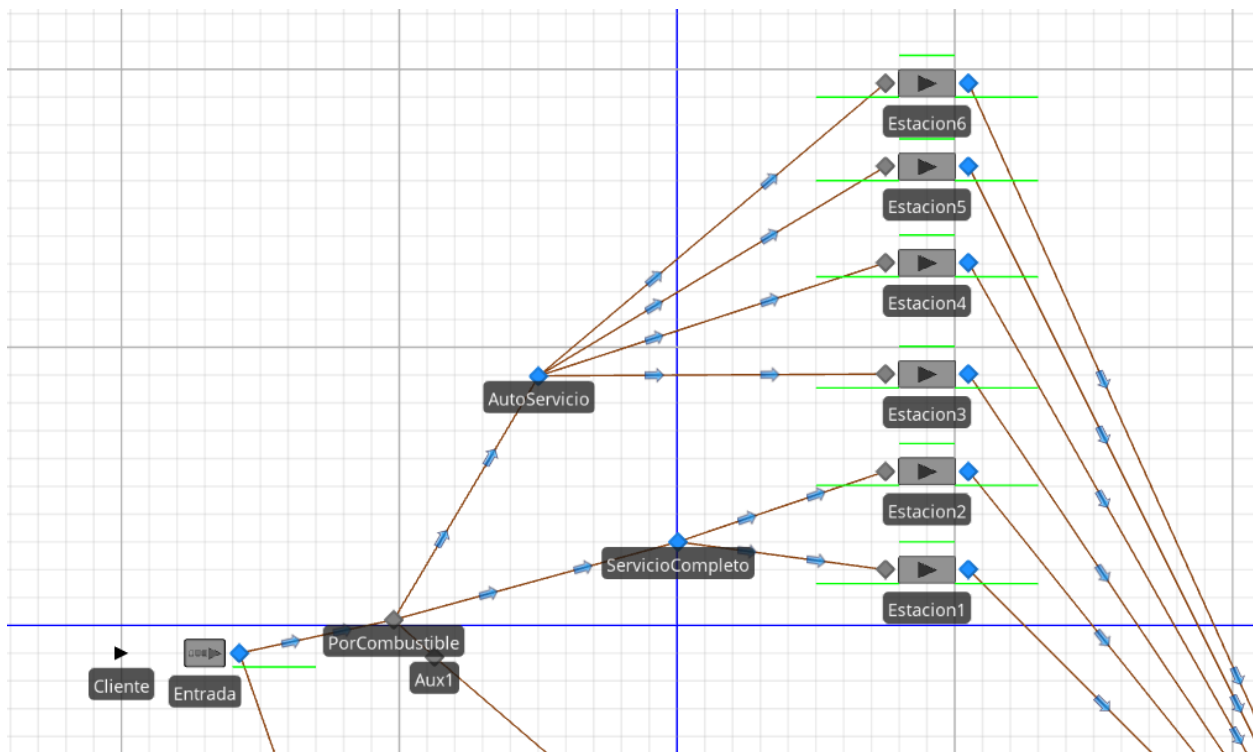 Estacion6
Estacion5
Estacion4
AutoServicio
Estacion3
Estacion2
ServicioCompleto
Estacion1
PorCombustible
Aux1
Cliente
Entrada